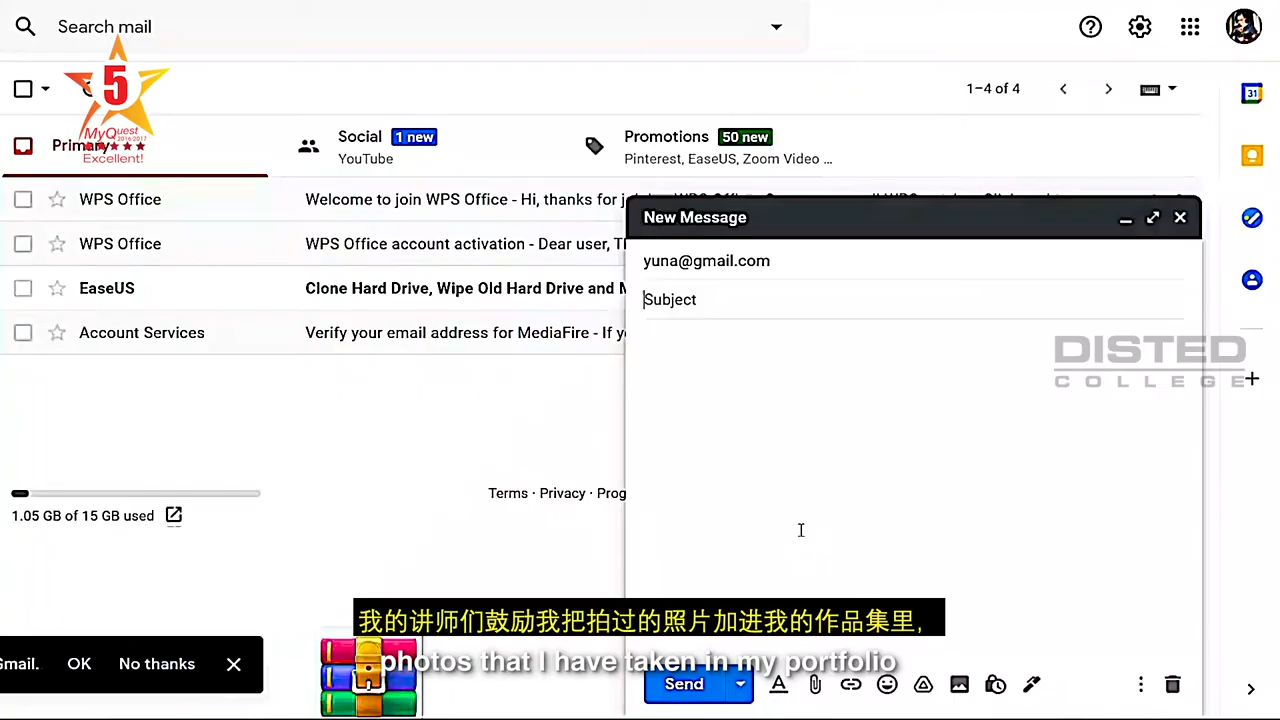 Search mail
5
MyQuest
2016-2017
Excellent!
1–4 of 4
31
Primary
Social 1 new
YouTube
Promotions 50 new
Pinterest, EaseUS, Zoom Video ...
WPS Office Welcome to join WPS Office - Hi, thanks for
WPS Office WPS Office account activation - Dear user,
EaseUS Clone Hard Drive, Wipe Old Hard Drive and
Account Services Verify your email address for MediaFire - If
New Message
yuna@gmail.com
Subject
DISTED
COLLEGE
Terms · Privacy · Prog
1.05 GB of 15 GB used
我的讲师们鼓励我把拍过的照片加进我的作品集里,
photos that I have taken in my portfolio
Gmail. OK No thanks
Send